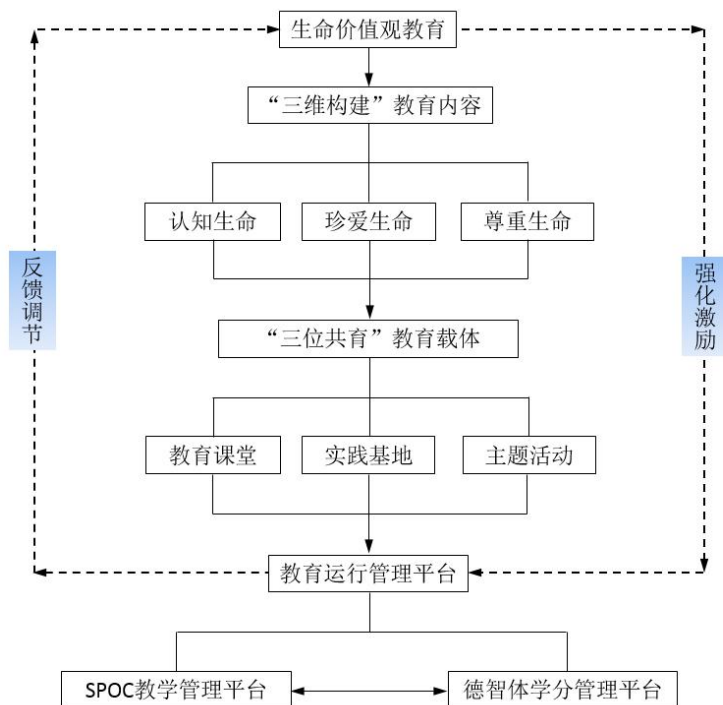 生命价值观教育
“三维构建”教育内容
认知生命
珍爱生命
尊重生命
反馈调节
强化激励
“三位共育”教育载体
教育课堂
实践基地
主题活动
教育运行管理平台
SPOC教学管理平台
德智体学分管理平台